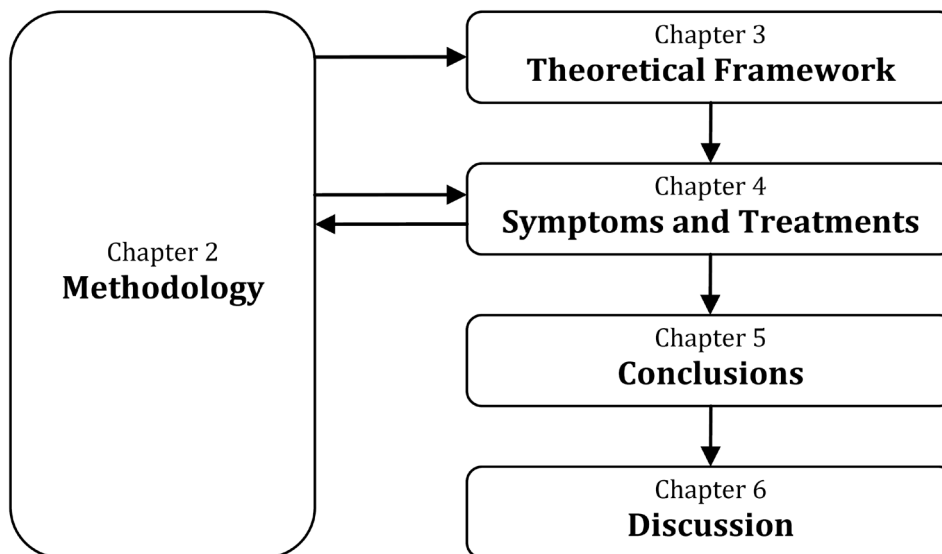 Chapter 2
Methodology
Chapter 3
Theoretical Framework
Chapter 4
Symptoms and Treatments
Chapter 5
Conclusions
Chapter 6
Discussion